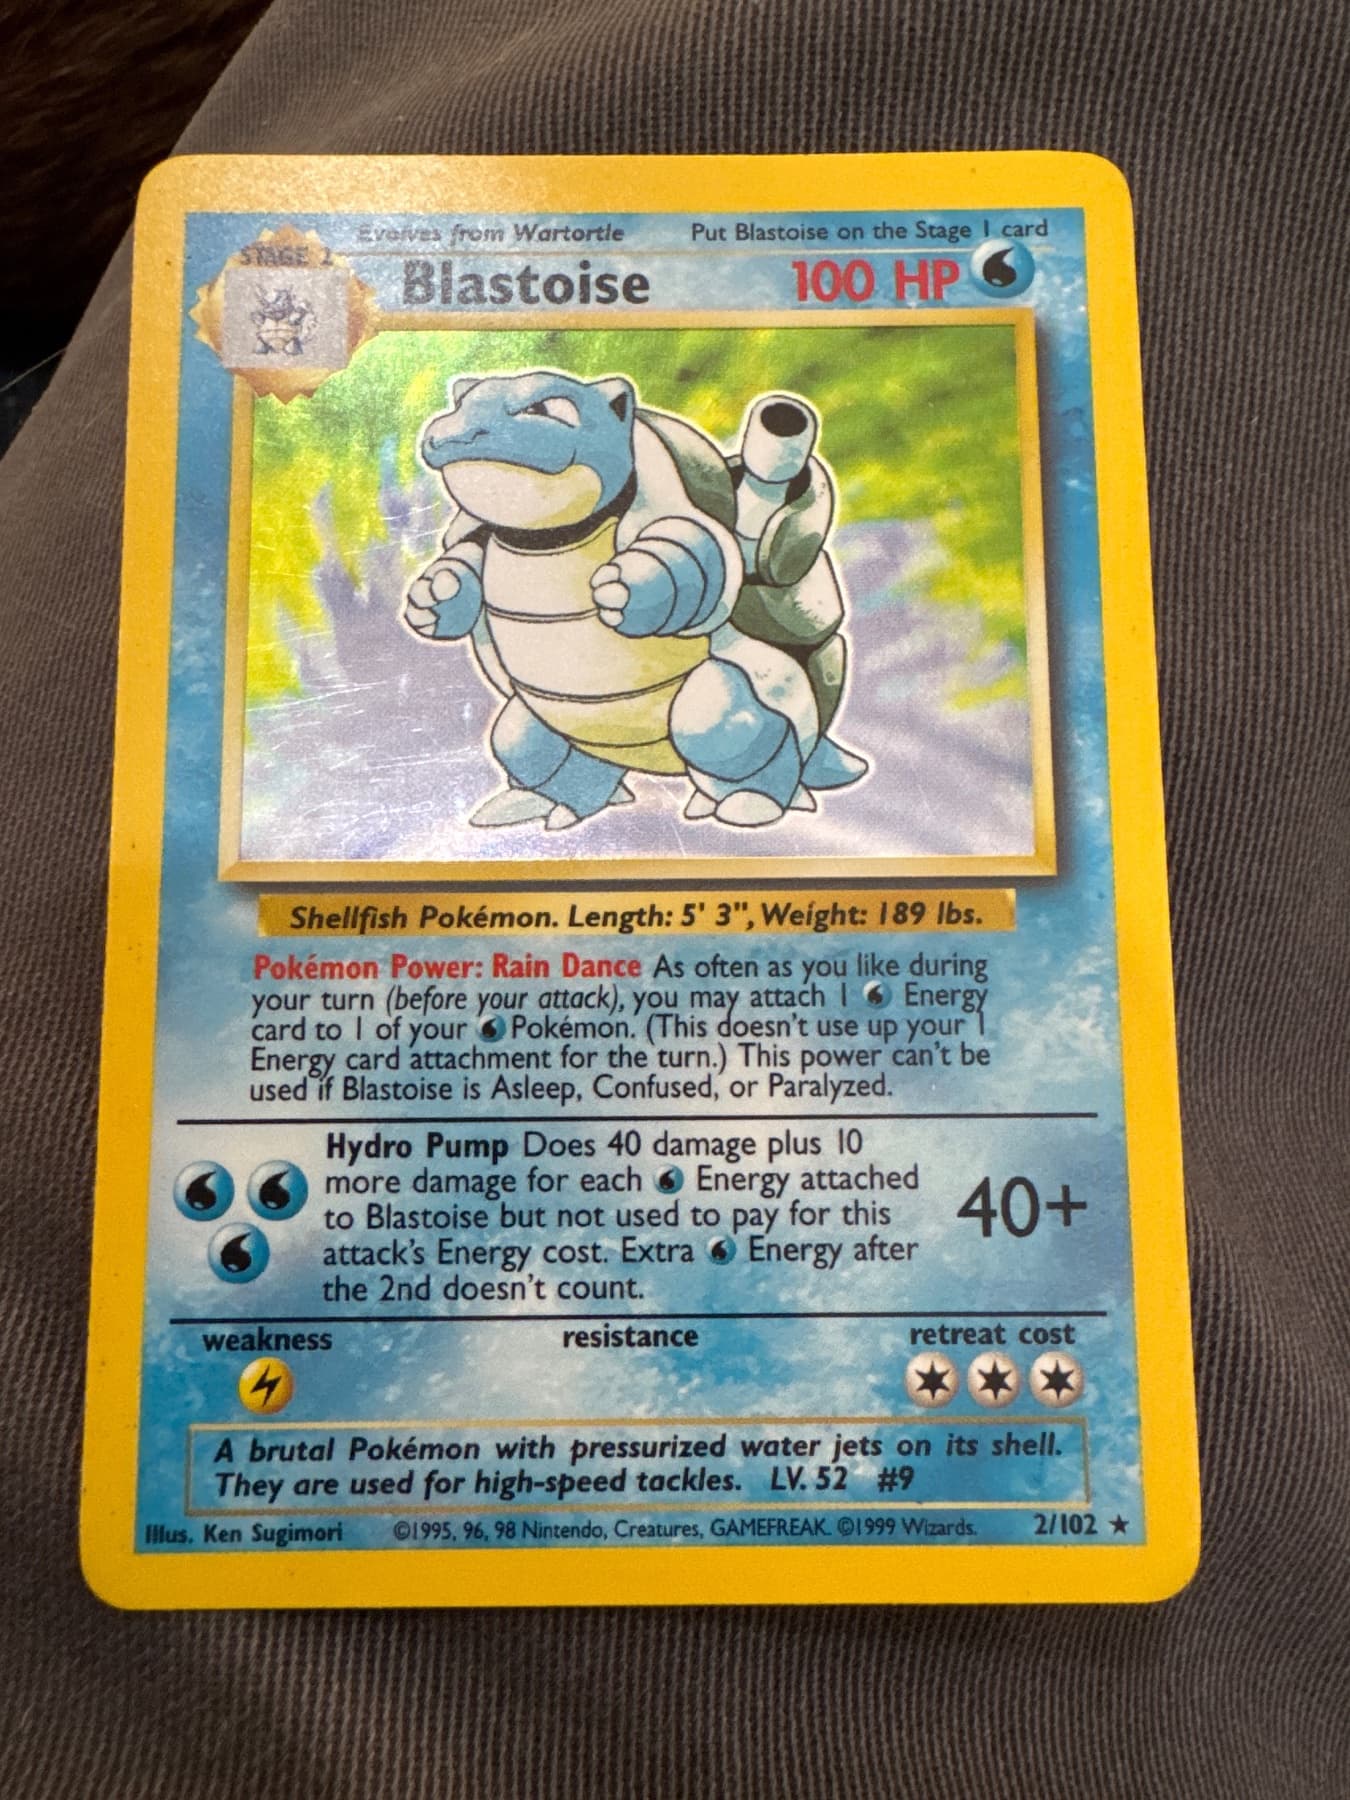 Evolves from Wartortle Put Blastoise on the Stage 1 card
STAGE 2
Blastoise 100 HP
Shellfish Pokémon. Length: 5' 3", Weight: 189 lbs.
Pokémon Power: Rain Dance As often as you like during
your turn (before your attack), you may attach 1 Energy
card to 1 of your Pokémon. (This doesn't use up your 1
Energy card attachment for the turn.) This power can't be
used if Blastoise is Asleep, Confused, or Paralyzed.
Hydro Pump Does 40 damage plus 10
more damage for each Energy attached
to Blastoise but not used to pay for this
attack's Energy cost. Extra Energy after
the 2nd doesn't count.
40+
weakness resistance retreat cost
A brutal Pokémon with pressurized water jets on its shell.
They are used for high-speed tackles. LV. 52 #9
Illus. Ken Sugimori ©1995, 96, 98 Nintendo, Creatures, GAMEFREAK. ©1999 Wizards. 2/102 ★